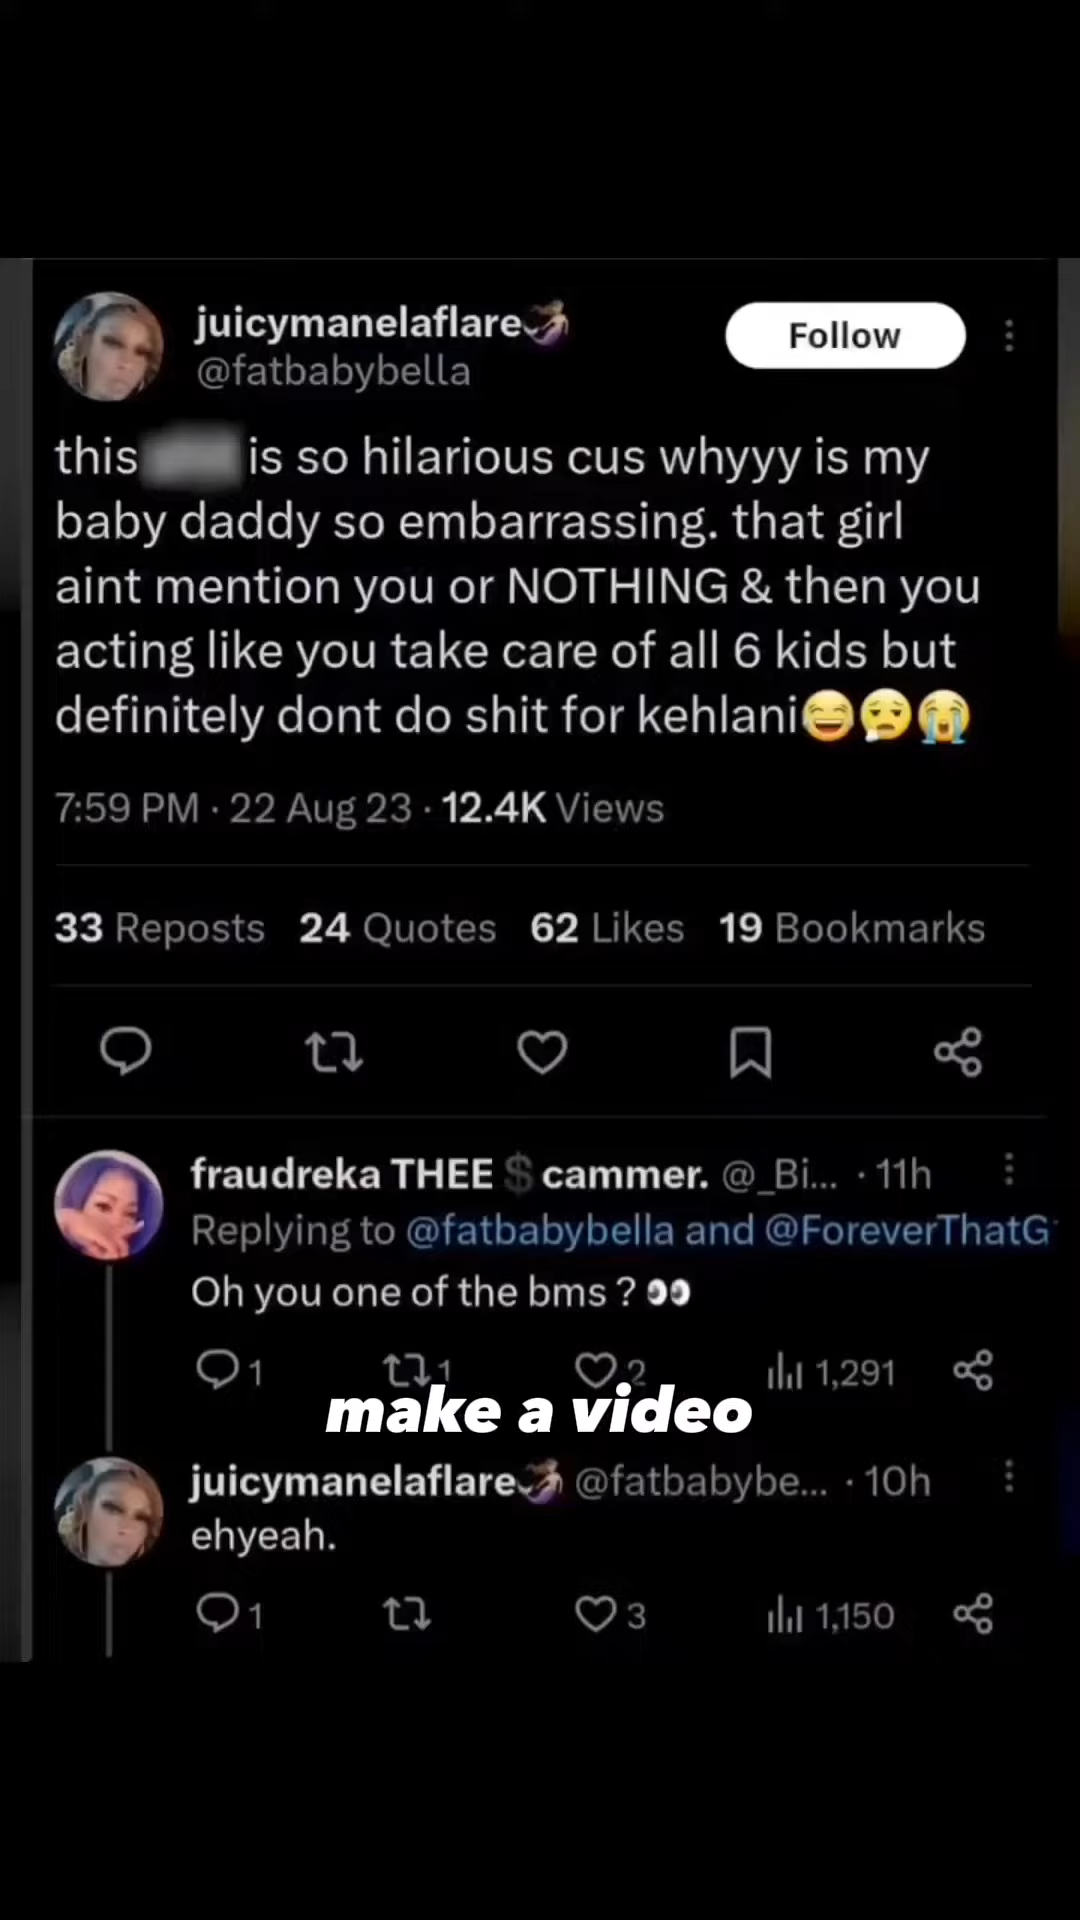 juicymanelaflare🧜‍♀️
@fatbabybella
Follow
this is so hilarious cus whyyy is my
baby daddy so embarrassing. that girl
aint mention you or NOTHING & then you
acting like you take care of all 6 kids but
definitely dont do shit for kehlani😅😮‍💨😭
7:59 PM · 22 Aug 23 · 12.4K Views
33 Reposts 24 Quotes 62 Likes 19 Bookmarks
fraudreka THEE $cammer. @_Bi... · 11h
Replying to @fatbabybella and @ForeverThatG
Oh you one of the bms ? 👀
1 1 2 1,291
make a video
juicymanelaflare🧜‍♀️ @fatbabybe... · 10h
ehyeah.
1 3 1,150